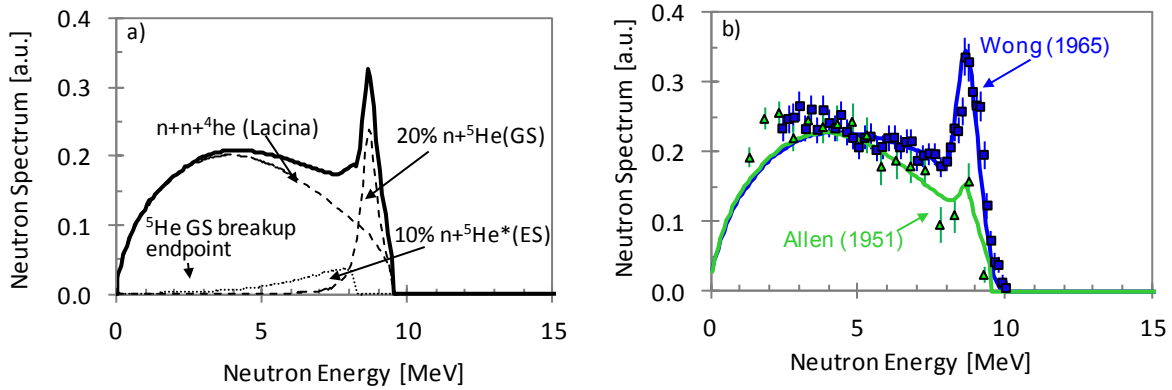 a)
Neutron Spectrum [a.u.]
0.4
0.3
0.2
0.1
0.0
n+n+⁴he (Lacina)
20% n+⁵He(GS)
⁵He GS breakup
endpoint
10% n+⁵He*(ES)
0 5 10 15
Neutron Energy [MeV]
b)
Neutron Spectrum [a.u.]
0.4
0.3
0.2
0.1
0.0
Wong (1965)
Allen (1951)
0 5 10 15
Neutron Energy [MeV]